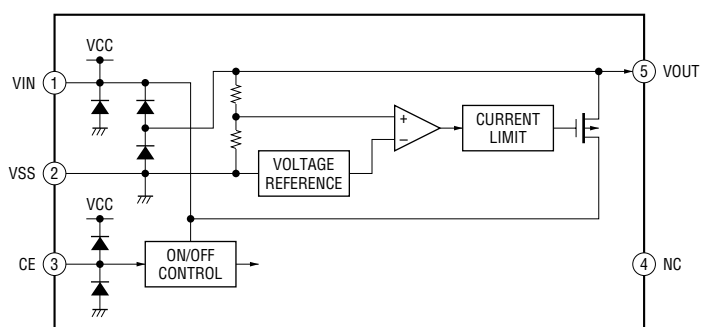 VCC
VIN 1
5 VOUT
+
−
CURRENT
LIMIT
VSS 2
VOLTAGE
REFERENCE
VCC
CE 3
ON/OFF
CONTROL
4 NC